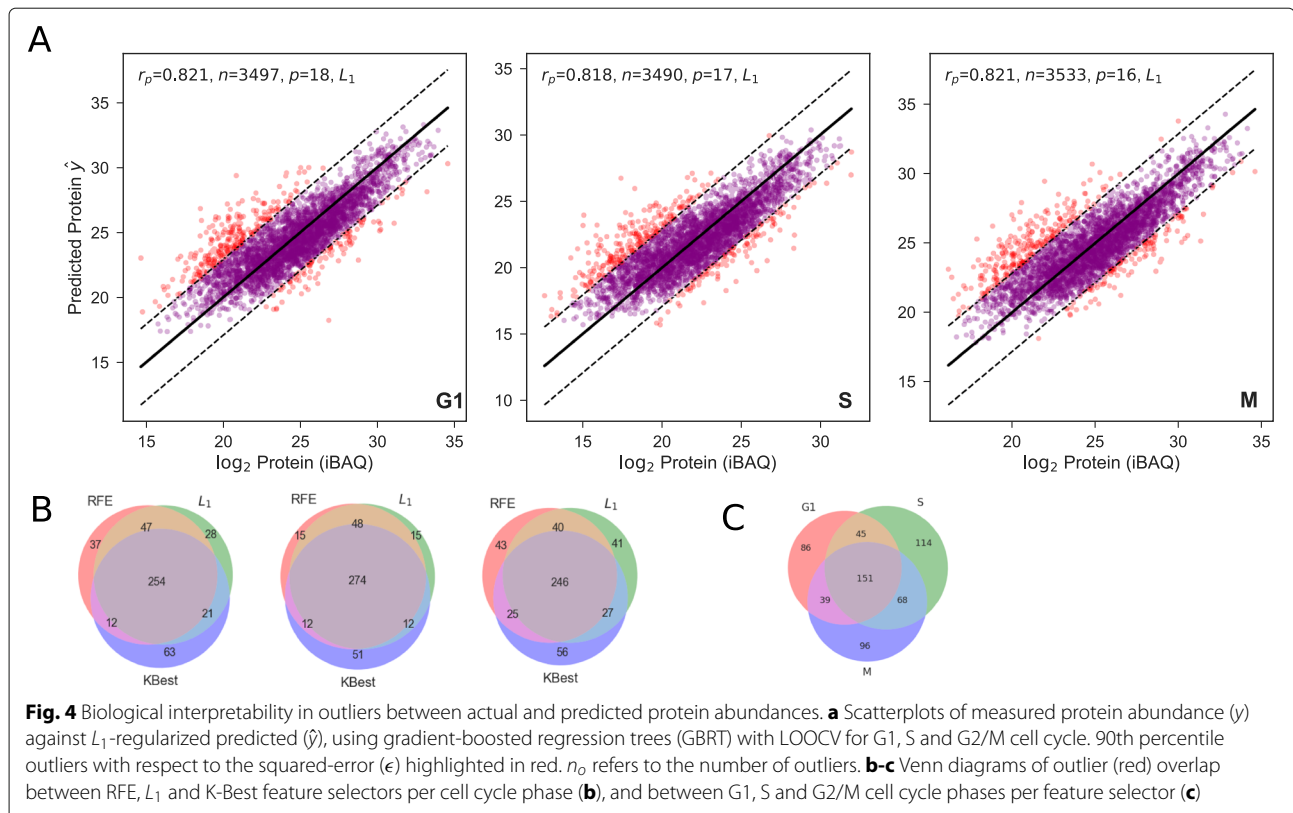 A
r_p=0.821, n=3497, p=18, L_1
35
30
25
20
15
Predicted Protein ŷ
G1
15 20 25 30 35
log_2 Protein (iBAQ)
r_p=0.818, n=3490, p=17, L_1
35
30
25
20
15
10
S
15 20 25 30
log_2 Protein (iBAQ)
r_p=0.821, n=3533, p=16, L_1
35
30
25
20
15
M
20 25 30 35
log_2 Protein (iBAQ)
B
RFE L_1
47
37 28
254
12 21
63
KBest
RFE L_1
48
15 15
274
12 12
51
KBest
RFE L_1
40
43 41
246
25 27
56
KBest
C
G1 S
45
86 114
151
39 68
96
M
Fig. 4 Biological interpretability in outliers between actual and predicted protein abundances. a Scatterplots of measured protein abundance (y)
against L_1-regularized predicted (ŷ), using gradient-boosted regression trees (GBRT) with LOOCV for G1, S and G2/M cell cycle. 90th percentile
outliers with respect to the squared-error (ϵ) highlighted in red. n_o refers to the number of outliers. b-c Venn diagrams of outlier (red) overlap
between RFE, L_1 and K-Best feature selectors per cell cycle phase (b), and between G1, S and G2/M cell cycle phases per feature selector (c)